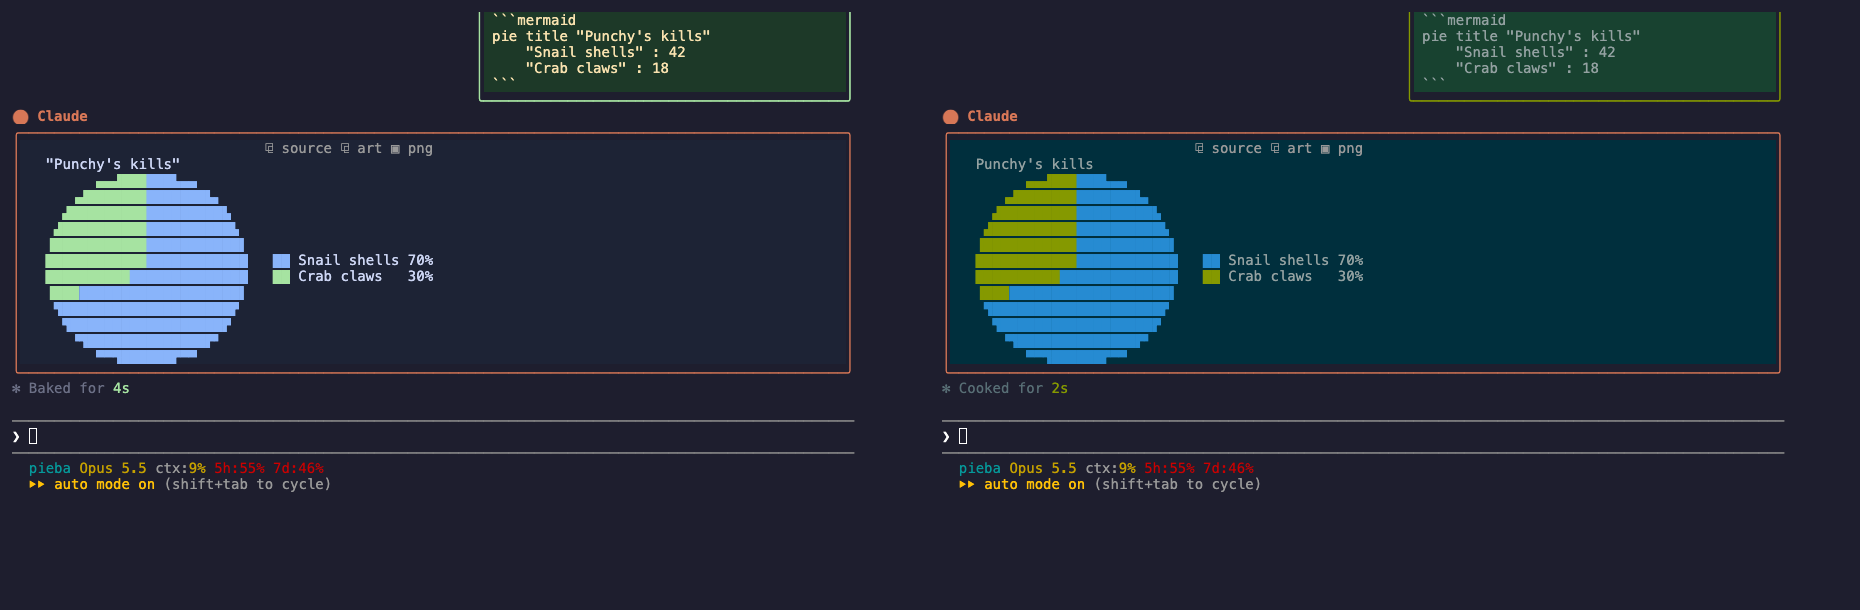 ```mermaid
pie title "Punchy's kills"
"Snail shells" : 42
"Crab claws" : 18
```
Claude
source art png
"Punchy's kills"
Snail shells 70%
Crab claws 30%
✻ Baked for 4s
❯
pieba Opus 5.5 ctx:9% 5h:55% 7d:46%
⏵⏵ auto mode on (shift+tab to cycle)
```mermaid
pie title "Punchy's kills"
"Snail shells" : 42
"Crab claws" : 18
```
Claude
source art png
Punchy's kills
Snail shells 70%
Crab claws 30%
✻ Cooked for 2s
❯
pieba Opus 5.5 ctx:9% 5h:55% 7d:46%
⏵⏵ auto mode on (shift+tab to cycle)